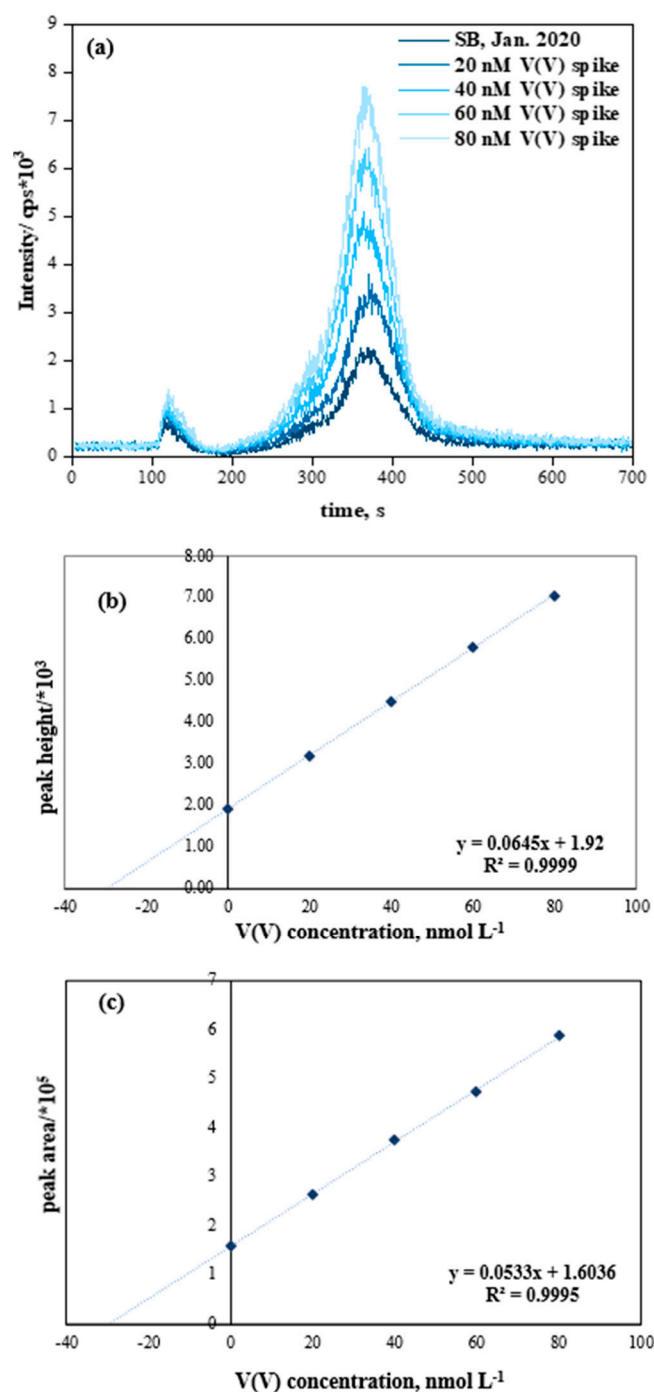 (a)
SB, Jan. 2020
20 nM V(V) spike
40 nM V(V) spike
60 nM V(V) spike
80 nM V(V) spike
9
8
7
6
5
4
3
2
1
0
Intensity/ cps*10³
0 100 200 300 400 500 600 700
time, s
(b)
8.00
7.00
6.00
5.00
4.00
3.00
2.00
1.00
0.00
peak height/*10³
y = 0.0645x + 1.92
R² = 0.9999
-40 -20 0 20 40 60 80 100
V(V) concentration, nmol L⁻¹
(c)
7
6
5
4
3
2
1
0
peak area/*10⁵
y = 0.0533x + 1.6036
R² = 0.9995
-40 -20 0 20 40 60 80 100
V(V) concentration, nmol L⁻¹